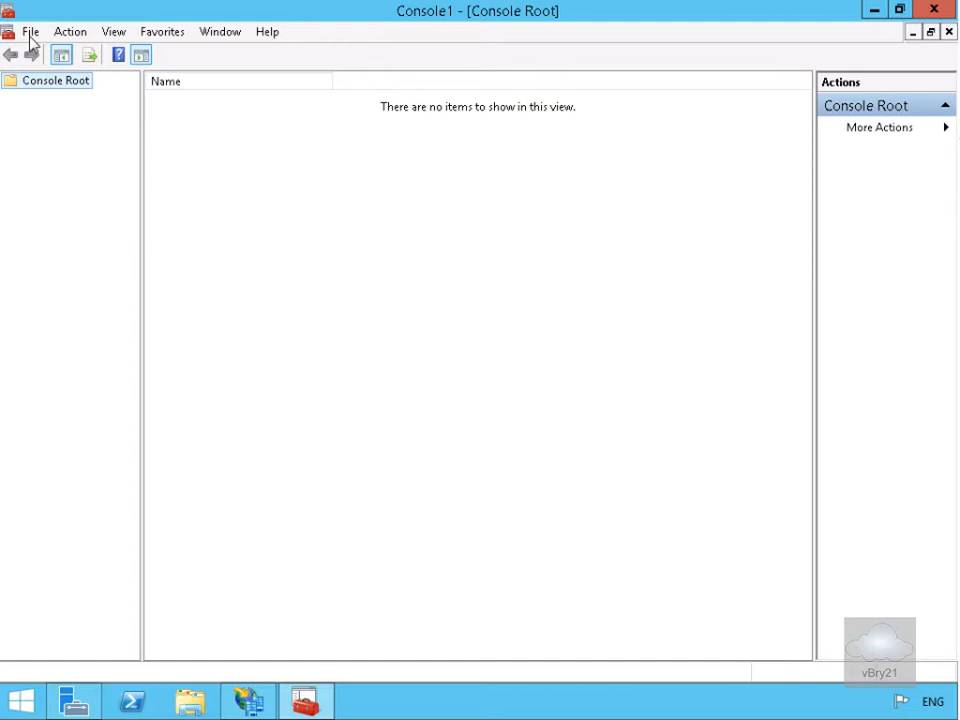 Console1 - [Console Root]
File Action View Favorites Window Help
Console Root
Name
There are no items to show in this view.
Actions
Console Root
More Actions
vBry21
ENG